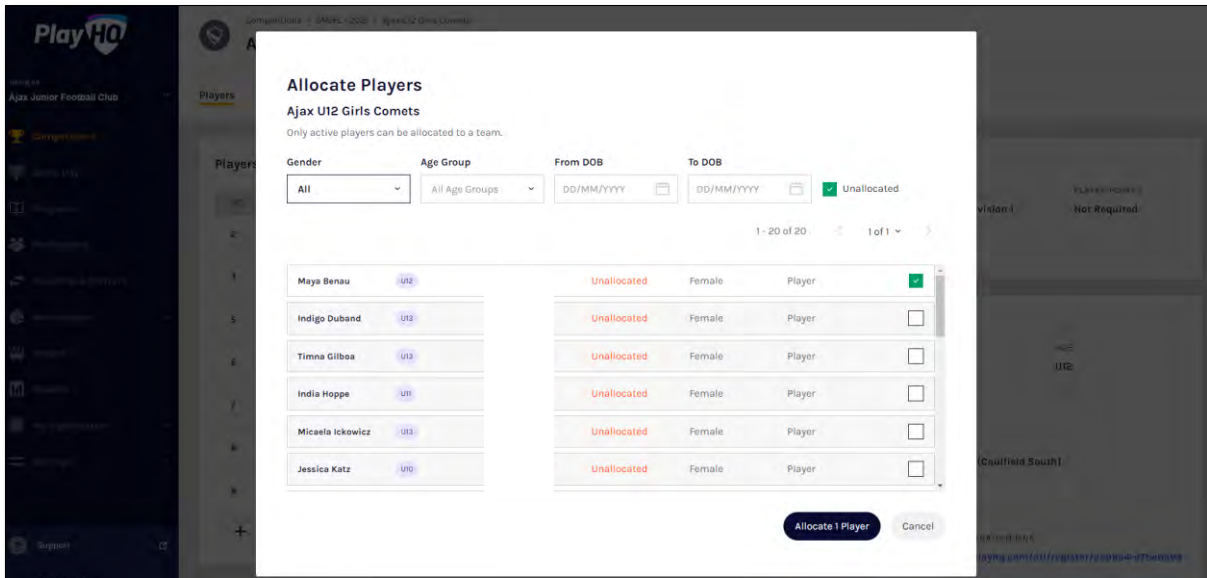 PlayHQ
Ajax Junior Football Club
Players
Players
Allocate Players
Ajax U12 Girls Comets
Only active players can be allocated to a team.
Gender Age Group From DOB To DOB
All All Age Groups DD/MM/YYYY DD/MM/YYYY Unallocated
1 - 20 of 20 1 of 1
Maya Benau U12 Unallocated Female Player
Indigo Duband U13 Unallocated Female Player
Timna Gilboa U13 Unallocated Female Player
India Hoppe U11 Unallocated Female Player
Micaela Ickowicz U13 Unallocated Female Player
Jessica Katz U10 Unallocated Female Player
Allocate 1 Player Cancel
Not Required
U12
(Caulfield South)
Support